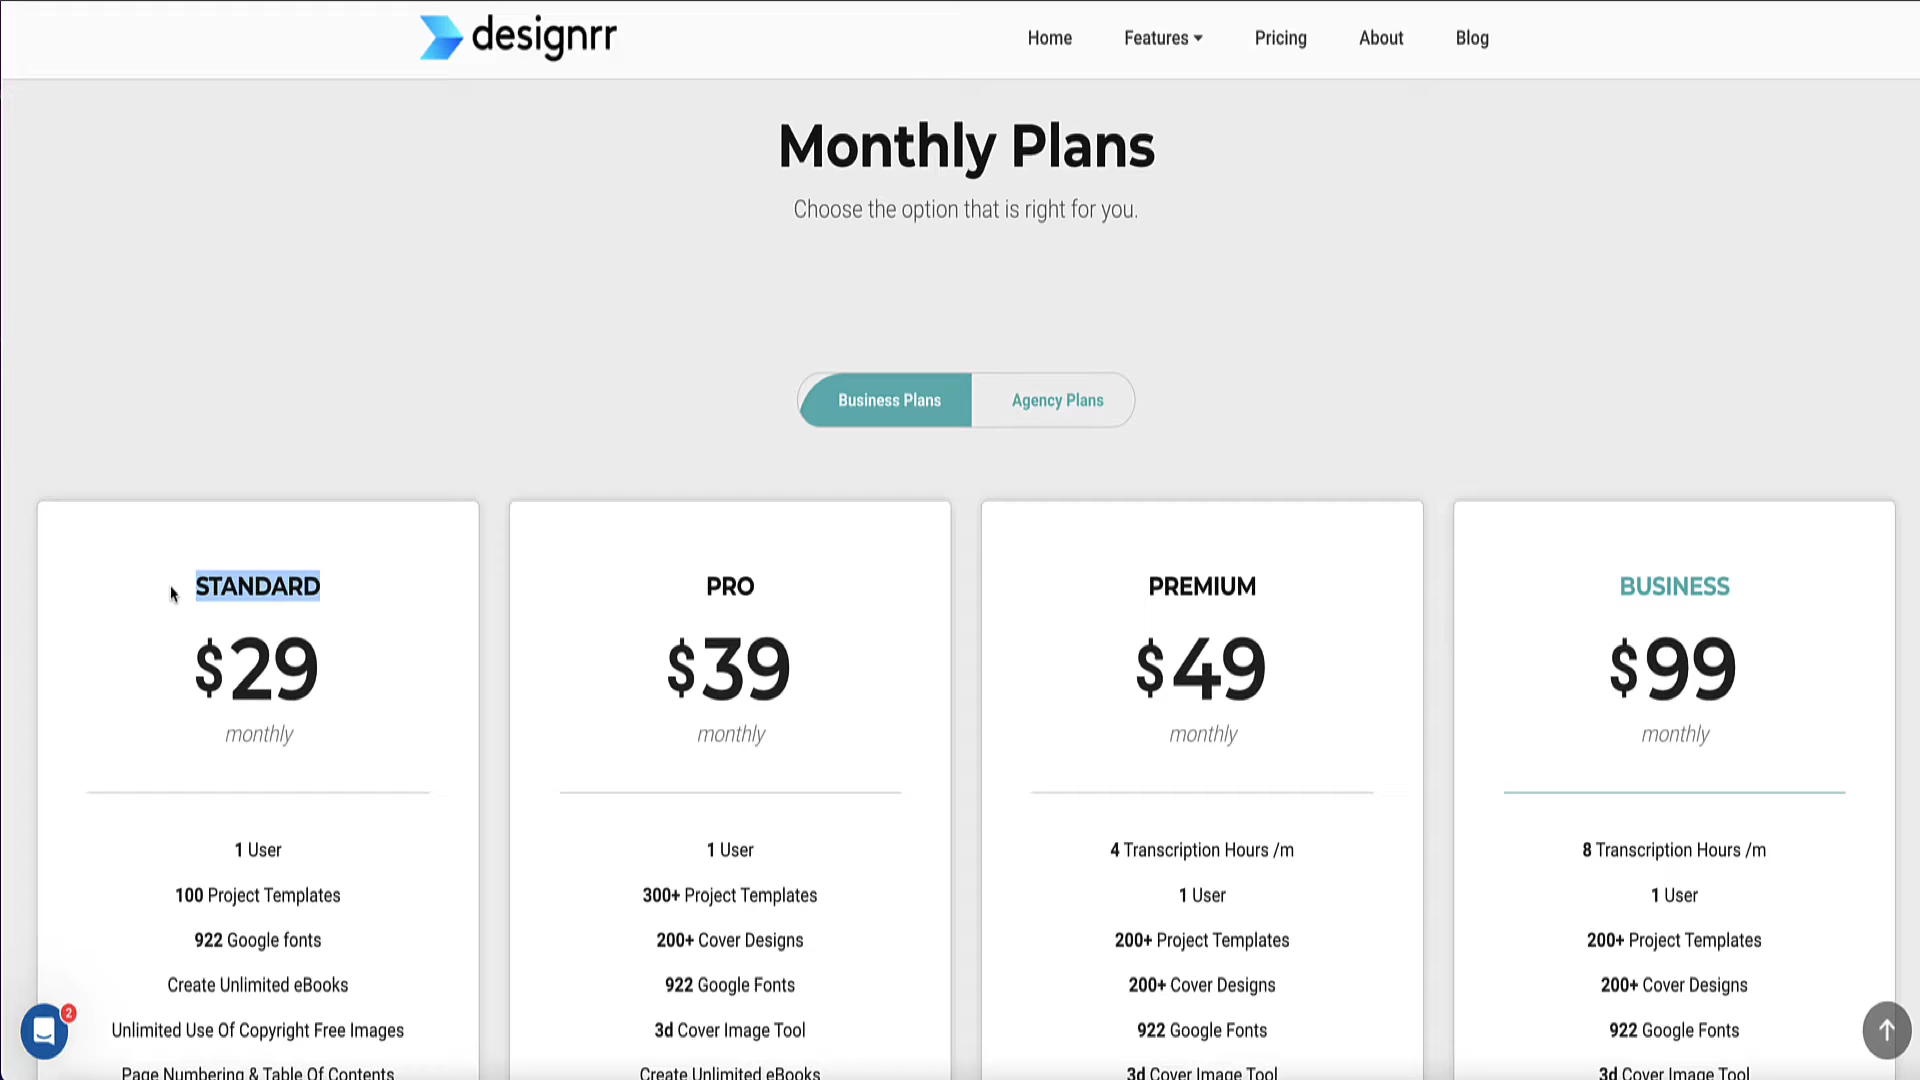 designrr
Home
Features
Pricing
About
Blog
Monthly Plans
Choose the option that is right for you.
Business Plans
Agency Plans
STANDARD
$29
monthly
1 User
100 Project Templates
922 Google fonts
Create Unlimited eBooks
Unlimited Use Of Copyright Free Images
Page Numbering & Table Of Contents
PRO
$39
monthly
1 User
300+ Project Templates
200+ Cover Designs
922 Google Fonts
3d Cover Image Tool
Create Unlimited eBooks
PREMIUM
$49
monthly
4 Transcription Hours /m
1 User
200+ Project Templates
200+ Cover Designs
922 Google Fonts
3d Cover Image Tool
BUSINESS
$99
monthly
8 Transcription Hours /m
1 User
200+ Project Templates
200+ Cover Designs
922 Google Fonts
3d Cover Image Tool
2